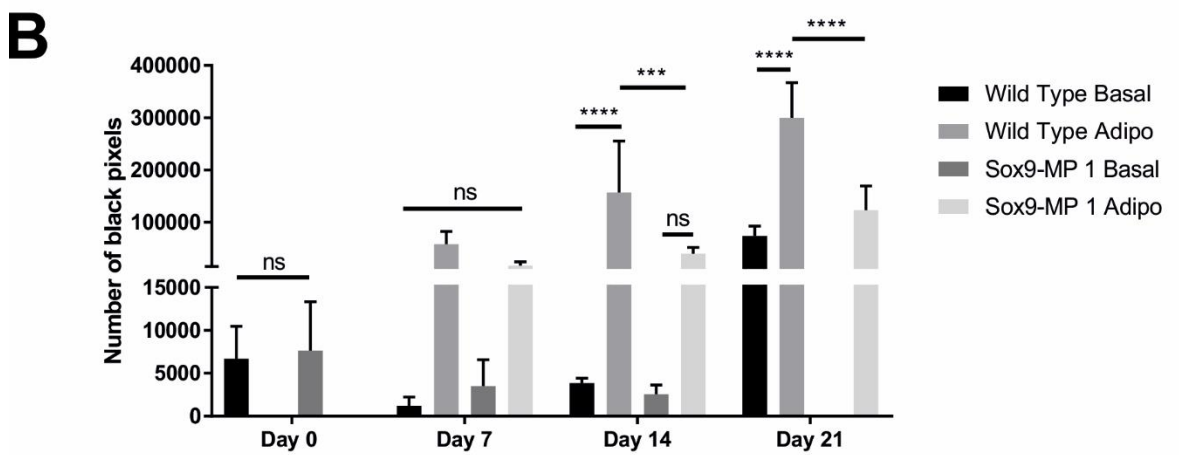 B
Number of black pixels
400000
300000
200000
100000
15000
10000
5000
0
ns
ns
****
***
ns
****
****
Day 0
Day 7
Day 14
Day 21
Wild Type Basal
Wild Type Adipo
Sox9-MP 1 Basal
Sox9-MP 1 Adipo